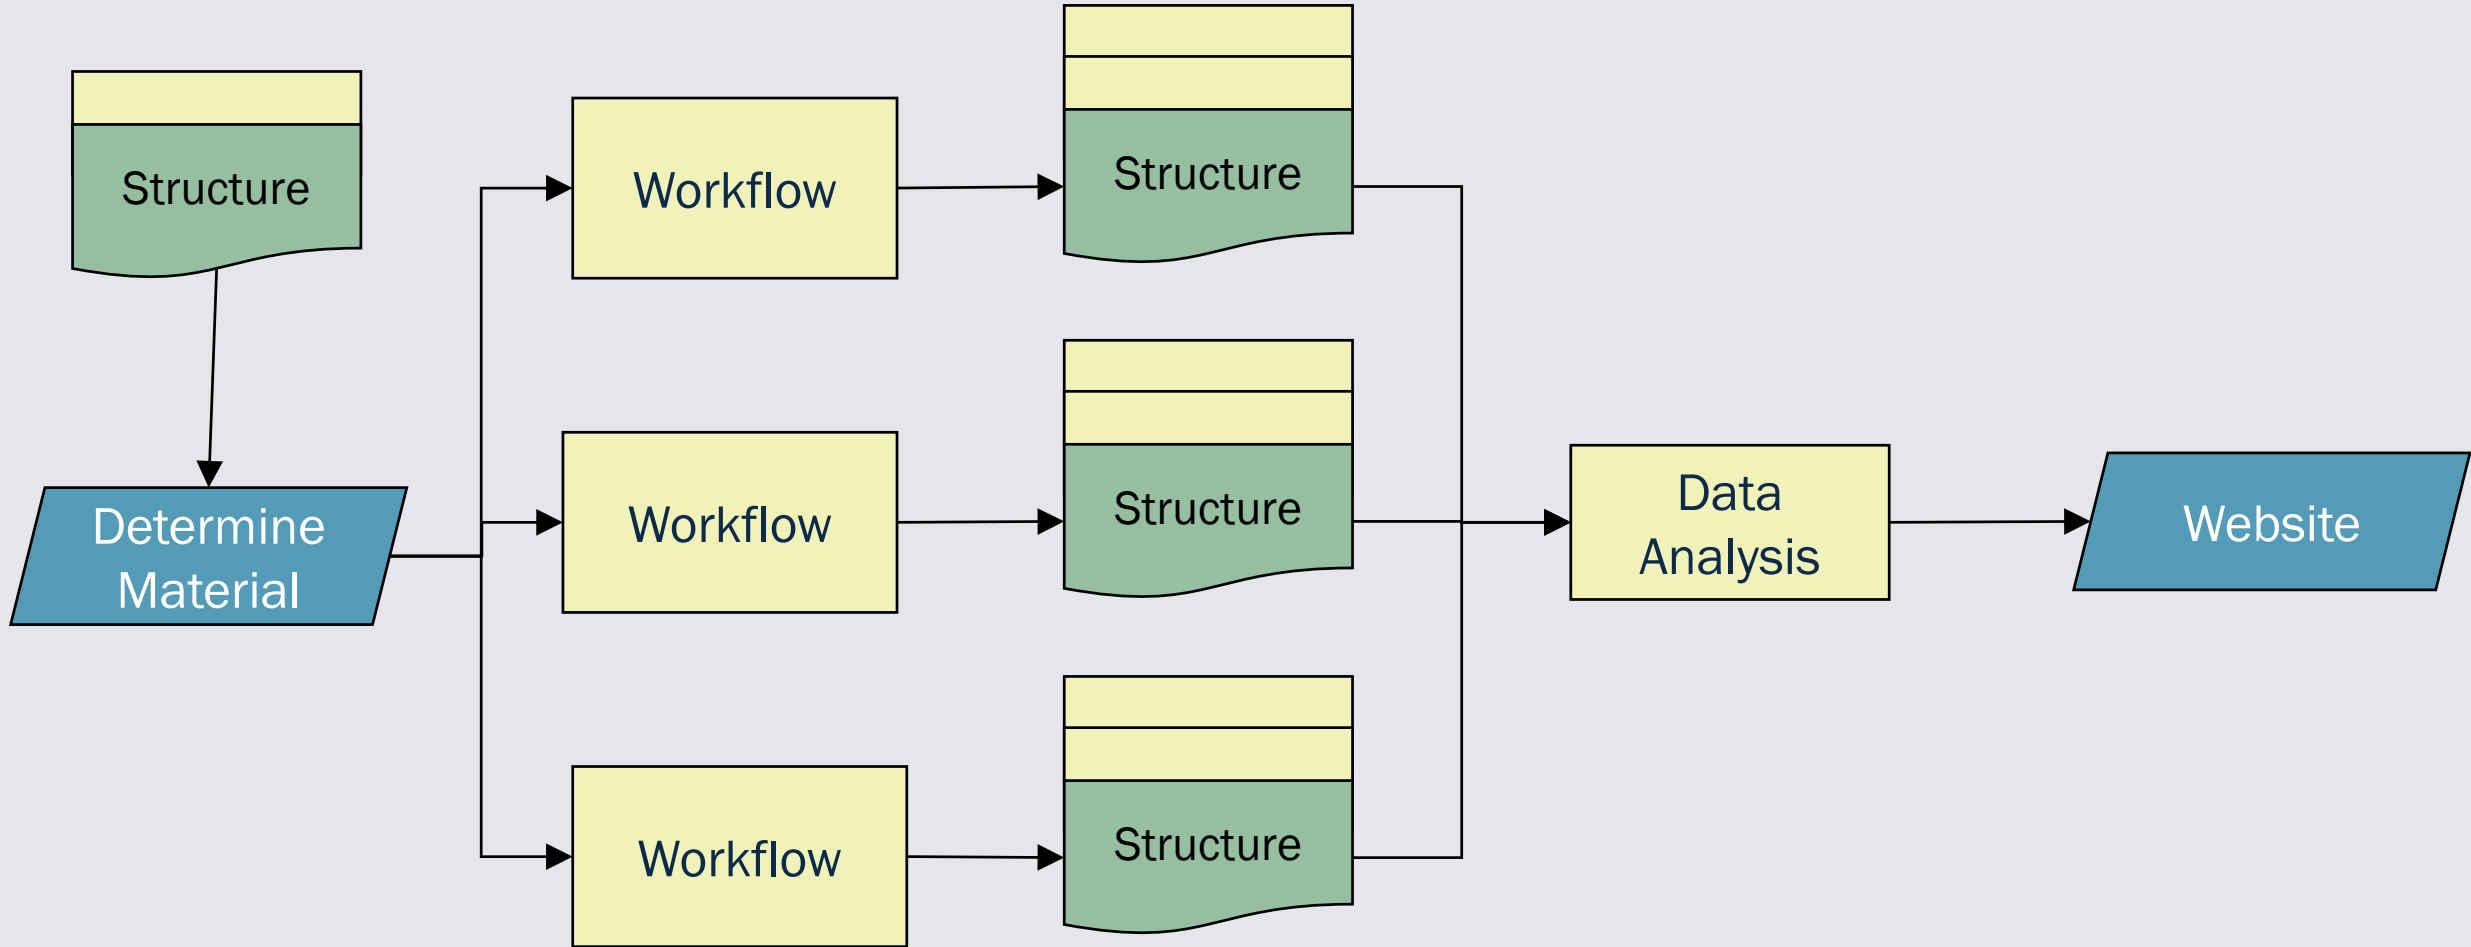 Structure
Determine
Material
Workflow
Structure
Workflow
Structure
Workflow
Structure
Data
Analysis
Website